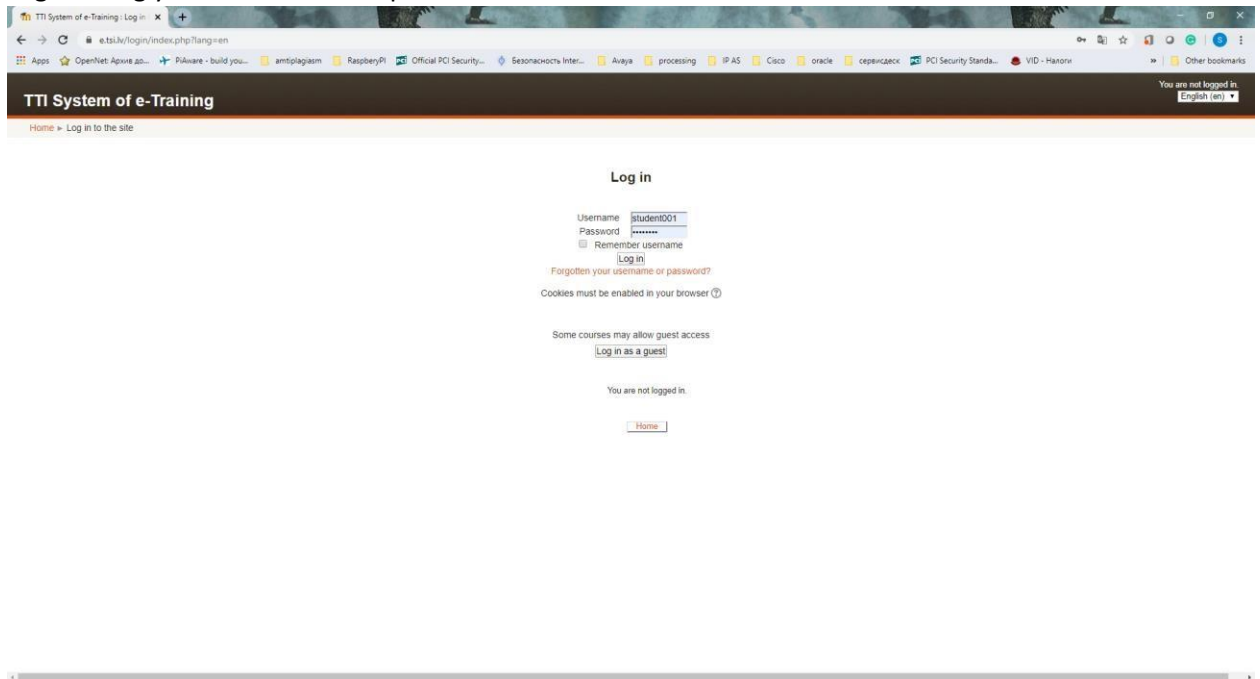 TTI System of e-Training : Log in
e.tsi.lv/login/index.php?lang=en
Apps OpenNet: Архив до... PiAware - build you... amtiplagiasm RaspberyPI Official PCI Security... Безопасность Inter... Avaya processing IP AS Cisco oracle сервисдеск PCI Security Standa... VID - Налоги » Other bookmarks
You are not logged in.
TTI System of e-Training English (en)
Home ► Log in to the site
Log in
Username student001
Password ••••••••
Remember username
Log in
Forgotten your username or password?
Cookies must be enabled in your browser
Some courses may allow guest access
Log in as a guest
You are not logged in.
Home